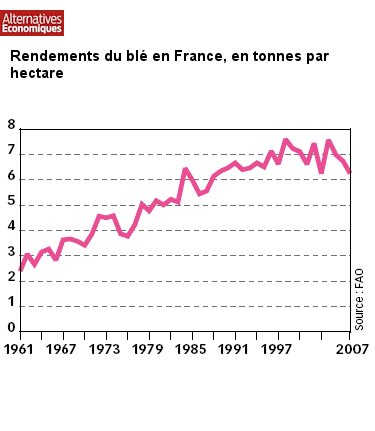 Alternatives
Economiques
Rendements du blé en France, en tonnes par
hectare
8
7
6
5
4
3
2
1
0
1961 1967 1973 1979 1985 1991 1997 2007
source : FAO